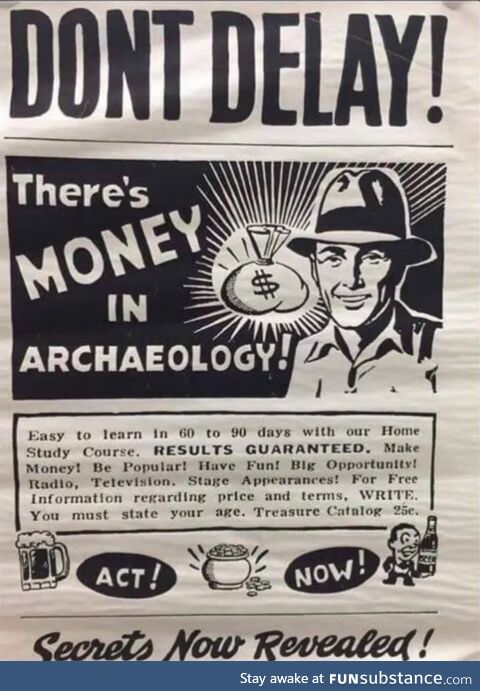 DONT DELAY!
There's
MONEY
IN
ARCHAEOLOGY!
$
Easy to learn in 60 to 90 days with our Home
Study Course. RESULTS GUARANTEED. Make
Money! Be Popular! Have Fun! Big Opportunity!
Radio, Television. Stage Appearances! For Free
Information regarding price and terms, WRITE.
You must state your age. Treasure Catalog 25c.
ACT!
NOW!
Secrets Now Revealed!
Stay awake at FUNsubstance.com